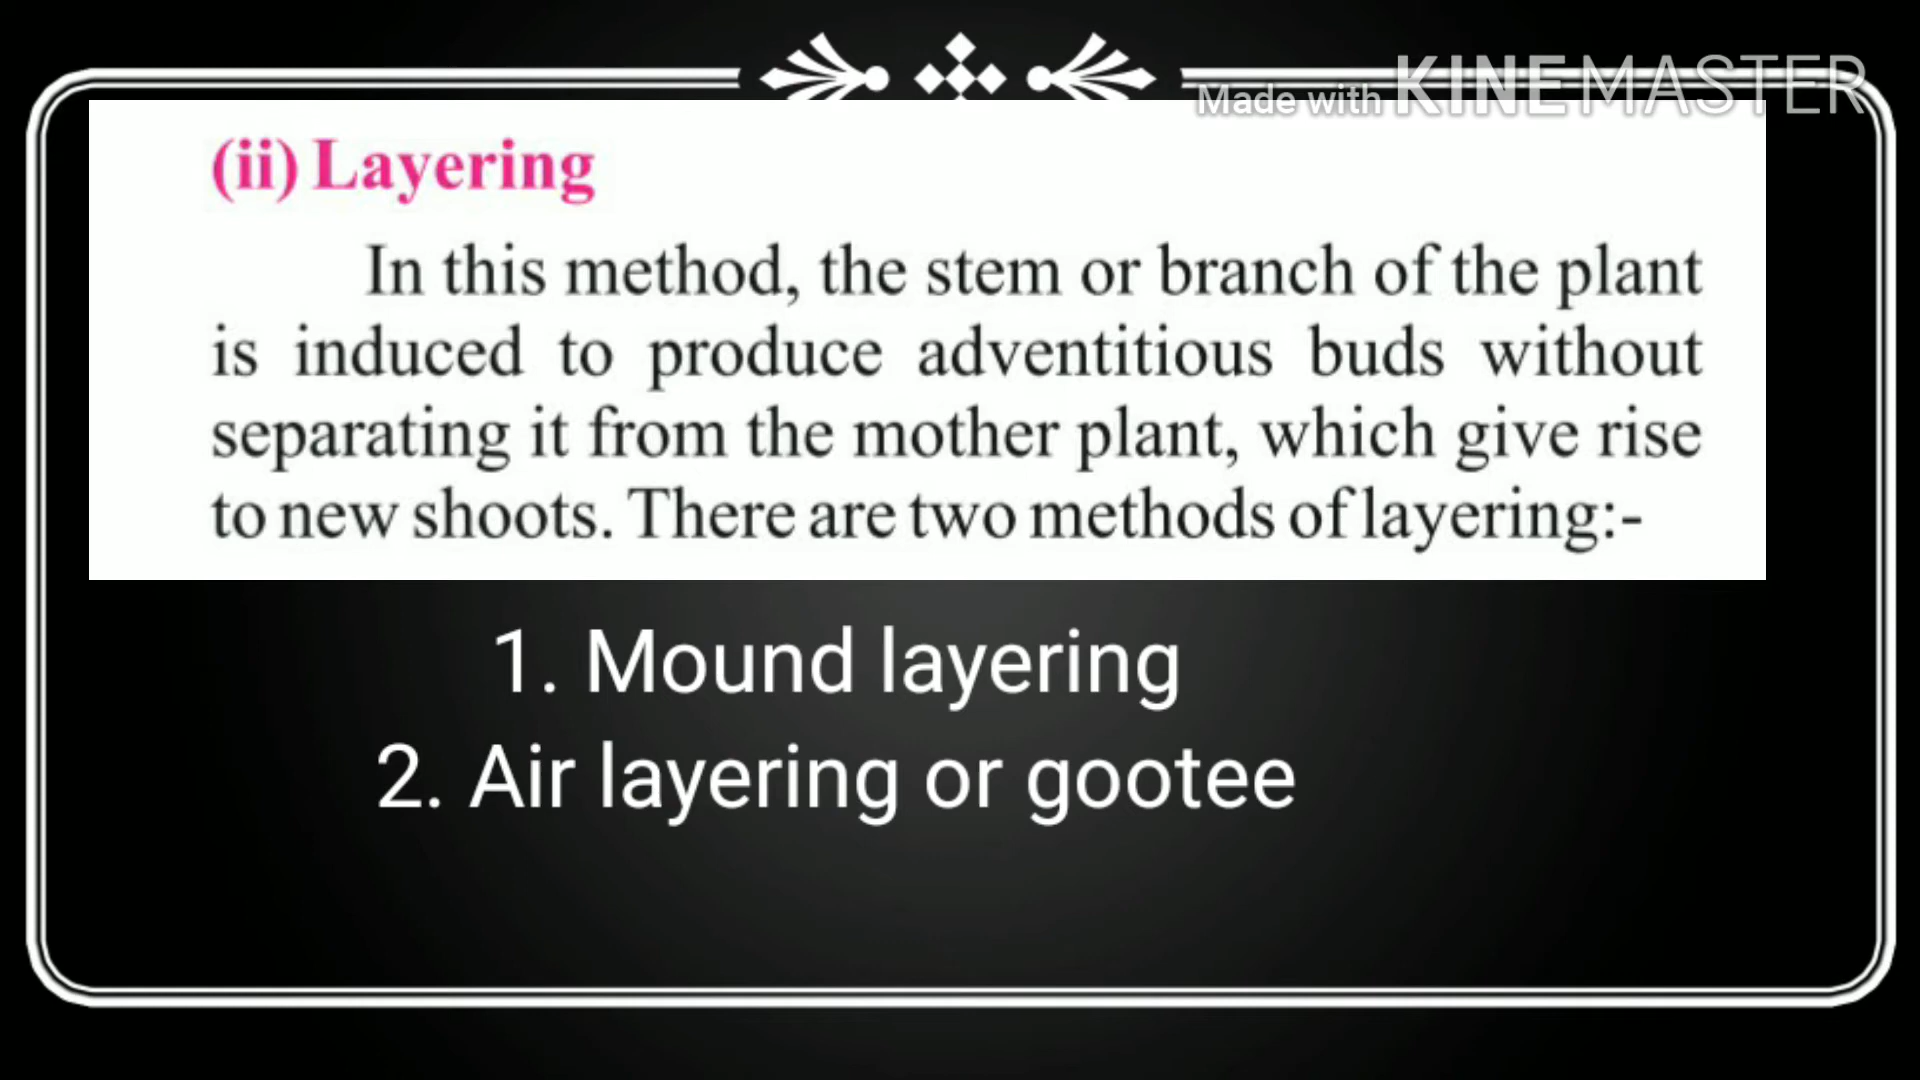 Made with KINEMASTER
(ii) Layering
In this method, the stem or branch of the plant
is induced to produce adventitious buds without
separating it from the mother plant, which give rise
to new shoots. There are two methods of layering:-
1. Mound layering
2. Air layering or gootee